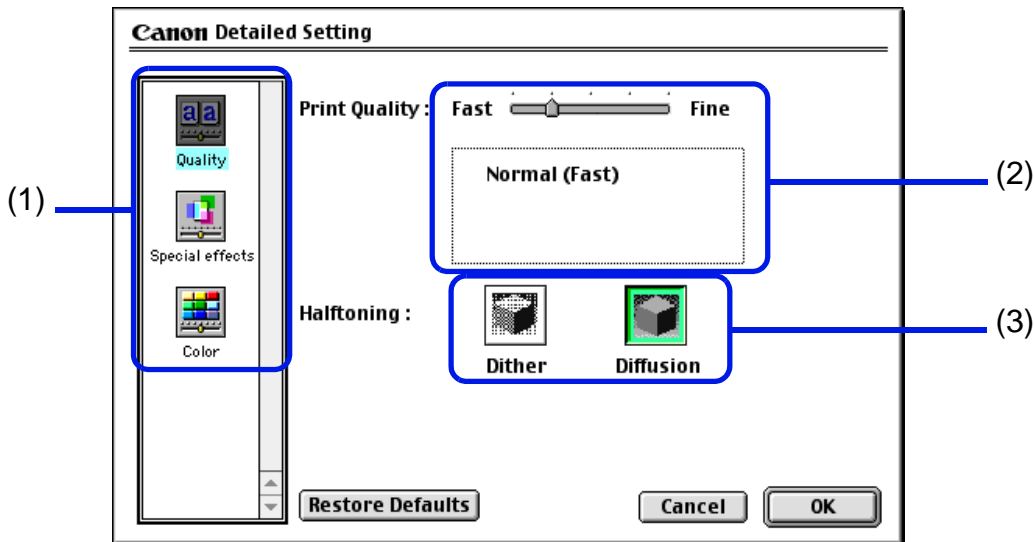 Canon Detailed Setting
(1)
aa
Quality
Special effects
Color
Print Quality : Fast Fine
Normal (Fast)
(2)
Halftoning :
Dither Diffusion
(3)
Restore Defaults Cancel OK